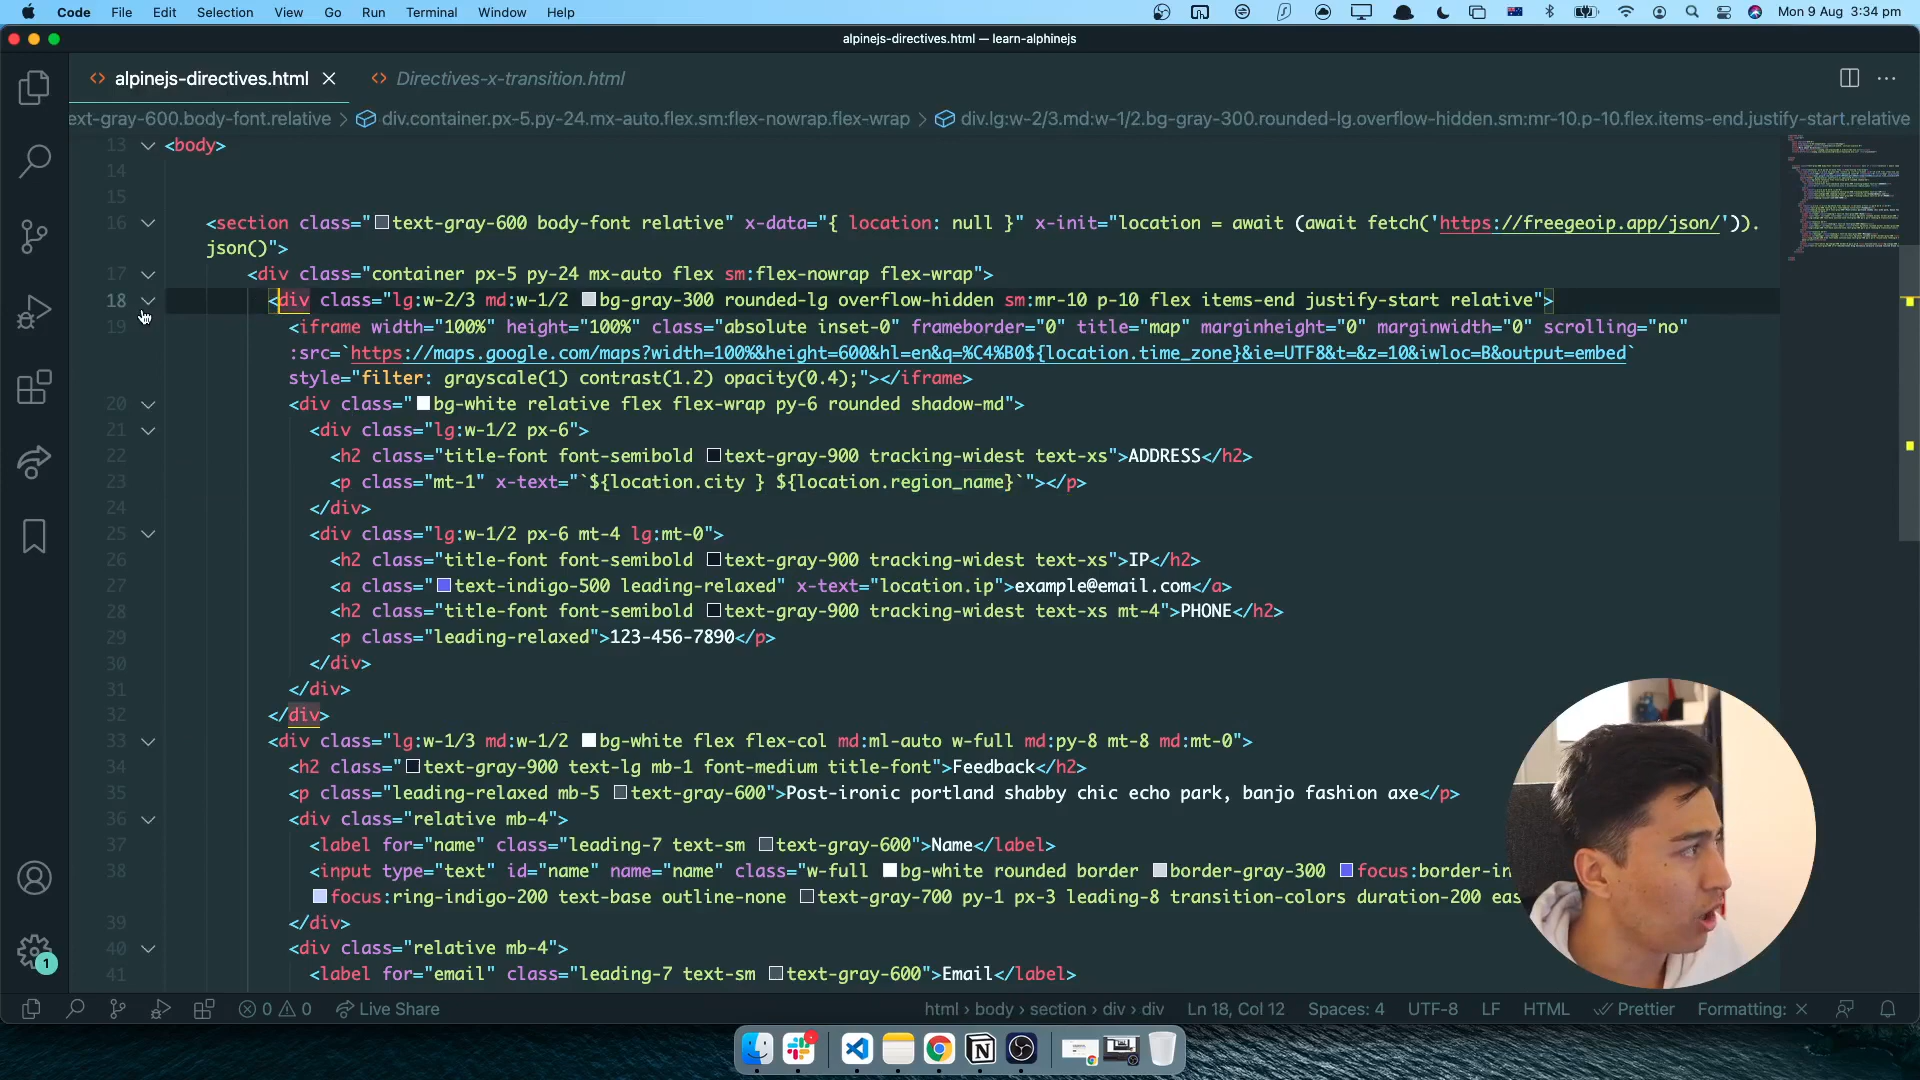 Code File Edit Selection View Go Run Terminal Window Help Mon 9 Aug 3:34 pm
alpinejs-directives.html — learn-alphinejs
alpinejs-directives.html Directives-x-transition.html
ext-gray-600.body-font.relative > div.container.px-5.py-24.mx-auto.flex.sm:flex-nowrap.flex-wrap > div.lg:w-2/3.md:w-1/2.bg-gray-300.rounded-lg.overflow-hidden.sm:mr-10.p-10.flex.items-end.justify-start.relative
13 <body>
14
15
16 <section class="text-gray-600 body-font relative" x-data="{ location: null }" x-init="location = await (await fetch('https://freegeoip.app/json/')).
json()">
17 <div class="container px-5 py-24 mx-auto flex sm:flex-nowrap flex-wrap">
18 <div class="lg:w-2/3 md:w-1/2 bg-gray-300 rounded-lg overflow-hidden sm:mr-10 p-10 flex items-end justify-start relative">
19 <iframe width="100%" height="100%" class="absolute inset-0" frameborder="0" title="map" marginheight="0" marginwidth="0" scrolling="no"
:src=`https://maps.google.com/maps?width=100%&height=600&hl=en&q=%C4%B0${location.time_zone}&ie=UTF8&t=&z=10&iwloc=B&output=embed`
style="filter: grayscale(1) contrast(1.2) opacity(0.4);"></iframe>
20 <div class="bg-white relative flex flex-wrap py-6 rounded shadow-md">
21 <div class="lg:w-1/2 px-6">
22 <h2 class="title-font font-semibold text-gray-900 tracking-widest text-xs">ADDRESS</h2>
23 <p class="mt-1" x-text="`${location.city } ${location.region_name}`"></p>
24 </div>
25 <div class="lg:w-1/2 px-6 mt-4 lg:mt-0">
26 <h2 class="title-font font-semibold text-gray-900 tracking-widest text-xs">IP</h2>
27 <a class="text-indigo-500 leading-relaxed" x-text="location.ip">example@email.com</a>
28 <h2 class="title-font font-semibold text-gray-900 tracking-widest text-xs mt-4">PHONE</h2>
29 <p class="leading-relaxed">123-456-7890</p>
30 </div>
31 </div>
32 </div>
33 <div class="lg:w-1/3 md:w-1/2 bg-white flex flex-col md:ml-auto w-full md:py-8 mt-8 md:mt-0">
34 <h2 class="text-gray-900 text-lg mb-1 font-medium title-font">Feedback</h2>
35 <p class="leading-relaxed mb-5 text-gray-600">Post-ironic portland shabby chic echo park, banjo fashion axe</p>
36 <div class="relative mb-4">
37 <label for="name" class="leading-7 text-sm text-gray-600">Name</label>
38 <input type="text" id="name" name="name" class="w-full bg-white rounded border border-gray-300 focus:border-in
focus:ring-indigo-200 text-base outline-none text-gray-700 py-1 px-3 leading-8 transition-colors duration-200 eas
39 </div>
40 <div class="relative mb-4">
41 <label for="email" class="leading-7 text-sm text-gray-600">Email</label>
1
0 0 Live Share html > body > section > div > div Ln 18, Col 12 Spaces: 4 UTF-8 LF HTML Prettier Formatting: ×